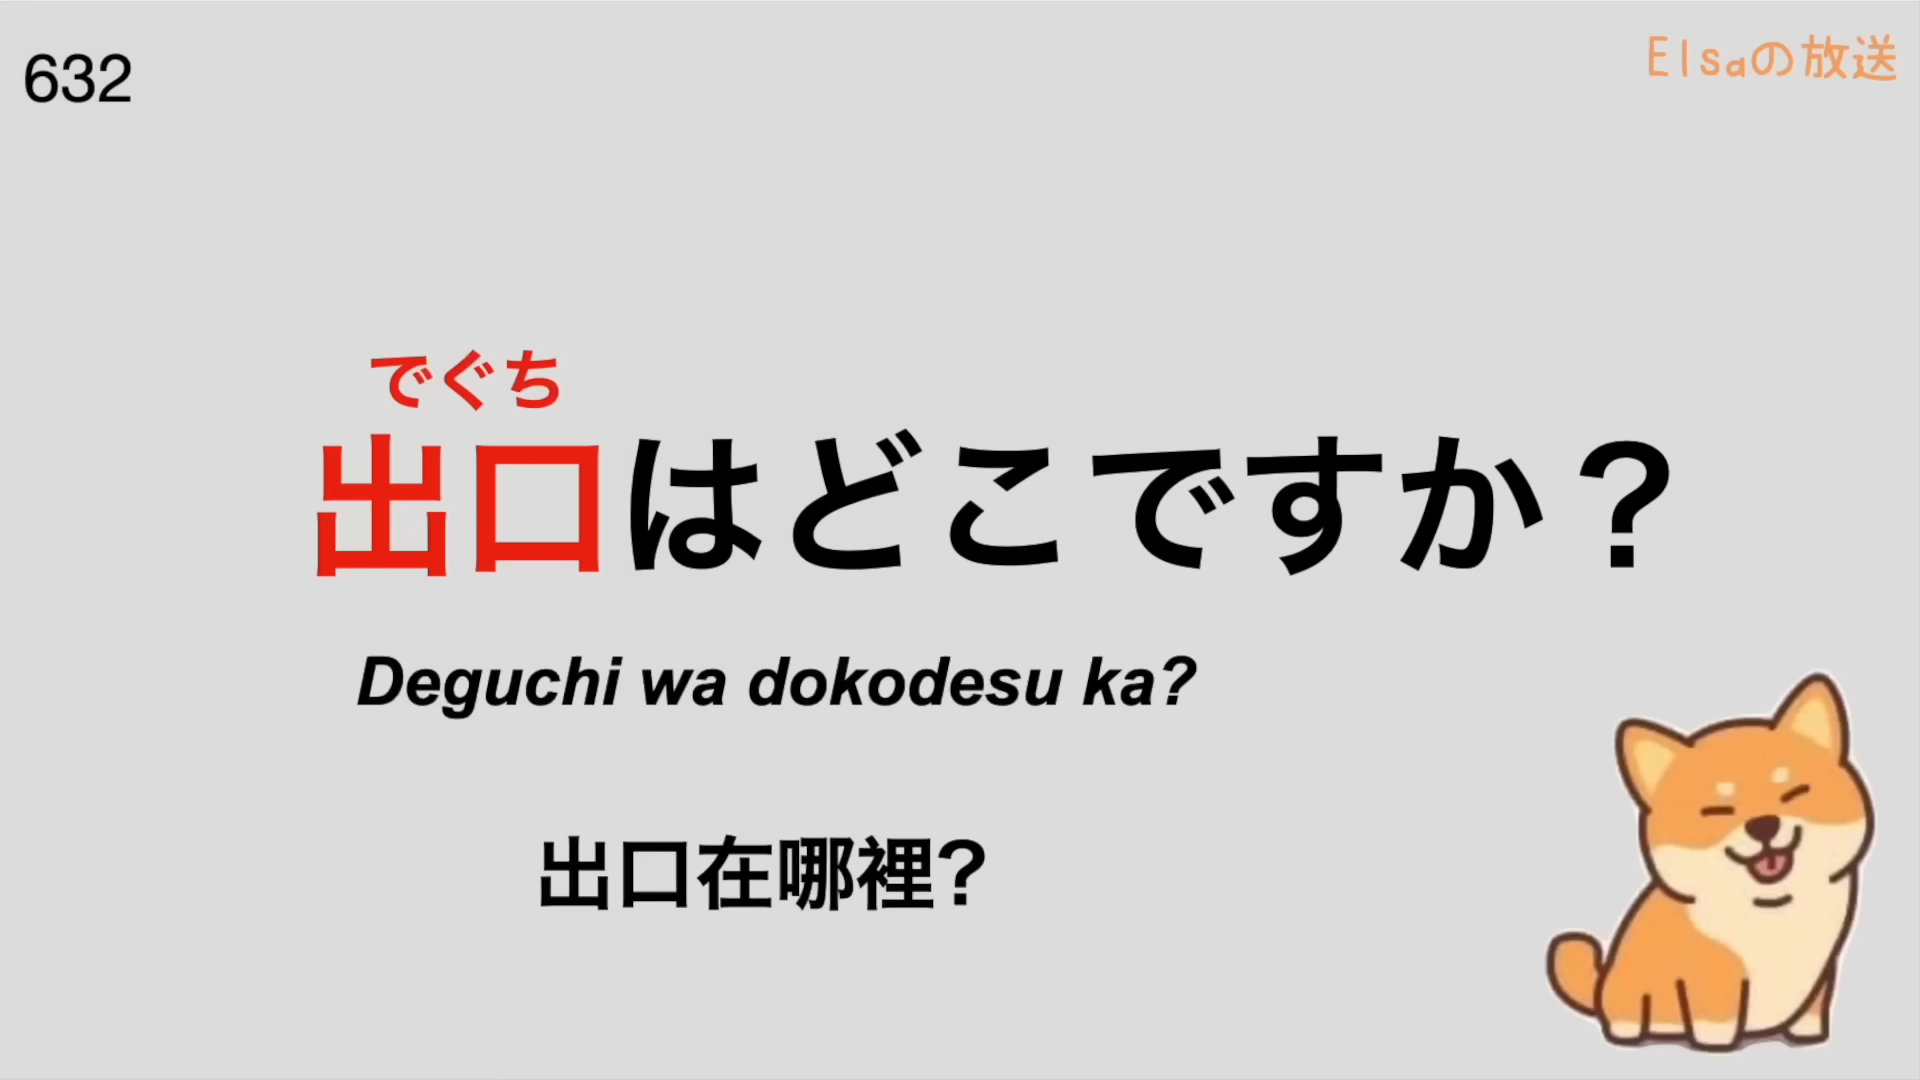 632
Elsaの放送
でぐち
出口はどこですか？
Deguchi wa dokodesu ka?
出口在哪裡?